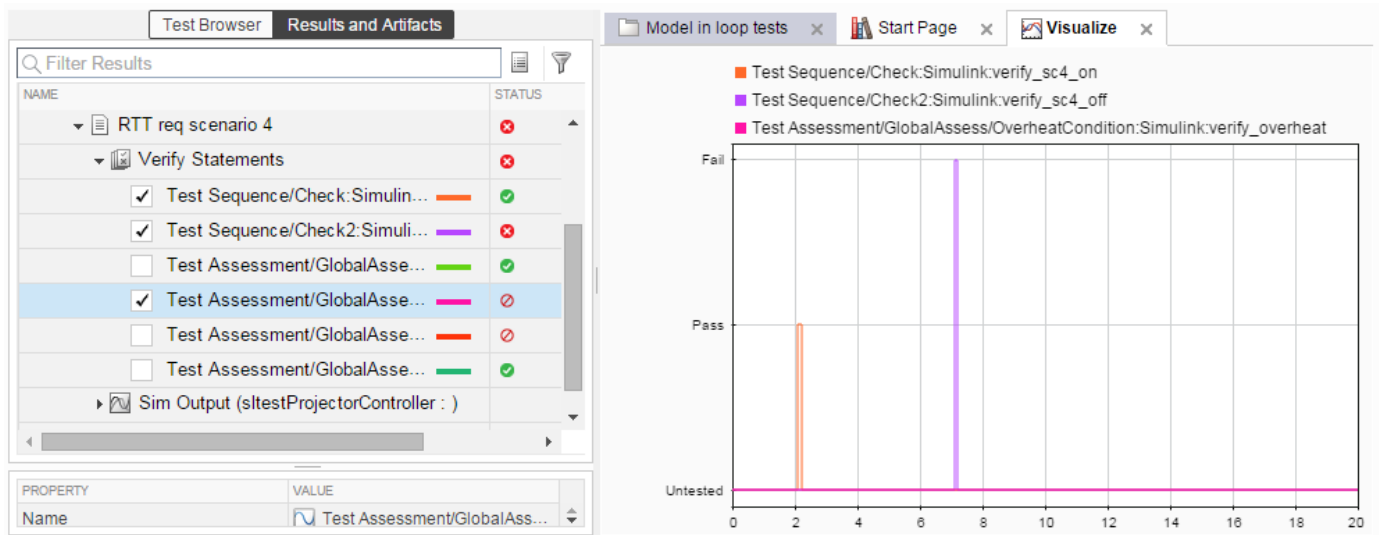 Test Browser
Results and Artifacts
Filter Results
NAME
STATUS
RTT req scenario 4
Verify Statements
Test Sequence/Check:Simulin...
Test Sequence/Check2:Simuli...
Test Assessment/GlobalAsse...
Test Assessment/GlobalAsse...
Test Assessment/GlobalAsse...
Test Assessment/GlobalAsse...
Sim Output (sltestProjectorController : )
PROPERTY
VALUE
Name
Test Assessment/GlobalAss...
Model in loop tests
Start Page
Visualize
Test Sequence/Check:Simulink:verify_sc4_on
Test Sequence/Check2:Simulink:verify_sc4_off
Test Assessment/GlobalAssess/OverheatCondition:Simulink:verify_overheat
Fail
Pass
Untested
0 2 4 6 8 10 12 14 16 18 20